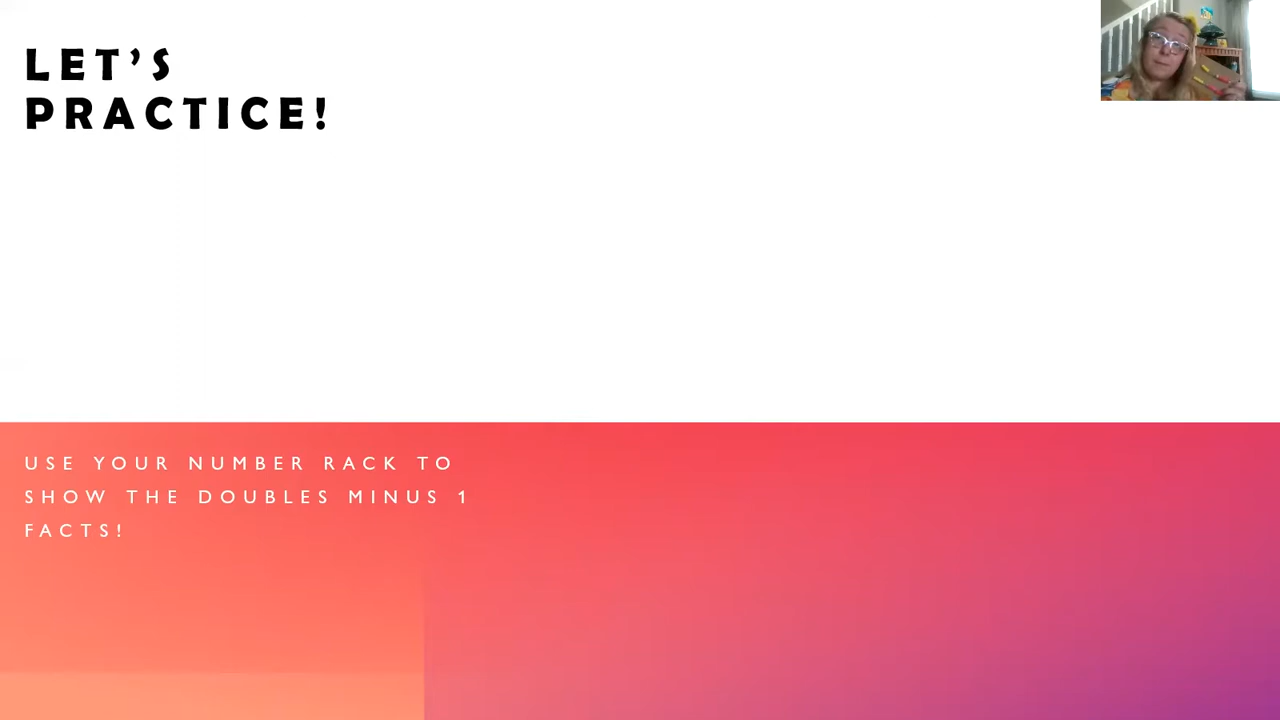 LET'S
PRACTICE!
USE YOUR NUMBER RACK TO
SHOW THE DOUBLES MINUS 1
FACTS!